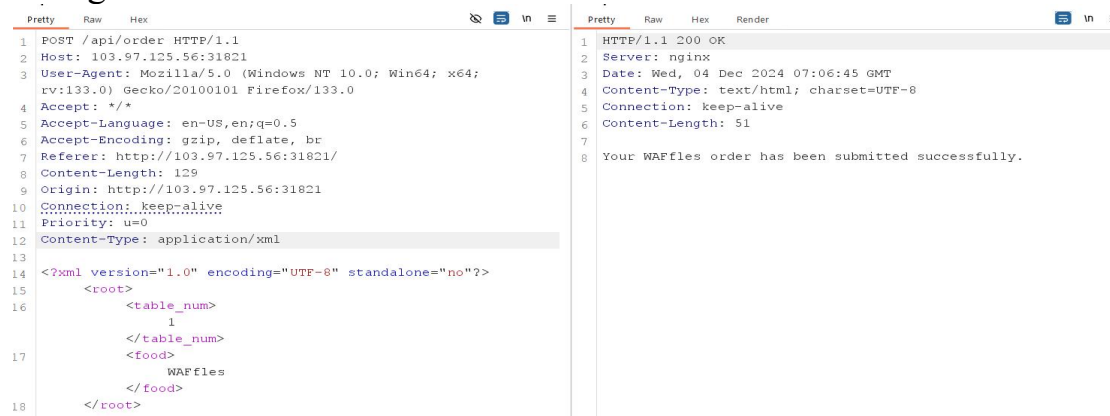 Pretty Raw Hex
\n
1 POST /api/order HTTP/1.1
2 Host: 103.97.125.56:31821
3 User-Agent: Mozilla/5.0 (Windows NT 10.0; Win64; x64;
rv:133.0) Gecko/20100101 Firefox/133.0
4 Accept: */*
5 Accept-Language: en-US,en;q=0.5
6 Accept-Encoding: gzip, deflate, br
7 Referer: http://103.97.125.56:31821/
8 Content-Length: 129
9 Origin: http://103.97.125.56:31821
10 Connection: keep-alive
11 Priority: u=0
12 Content-Type: application/xml
13
14 <?xml version="1.0" encoding="UTF-8" standalone="no"?>
15 <root>
16 <table_num>
1
</table_num>
17 <food>
WAFfles
</food>
18 </root>
Pretty Raw Hex Render
\n
1 HTTP/1.1 200 OK
2 Server: nginx
3 Date: Wed, 04 Dec 2024 07:06:45 GMT
4 Content-Type: text/html; charset=UTF-8
5 Connection: keep-alive
6 Content-Length: 51
7
8 Your WAFfles order has been submitted successfully.